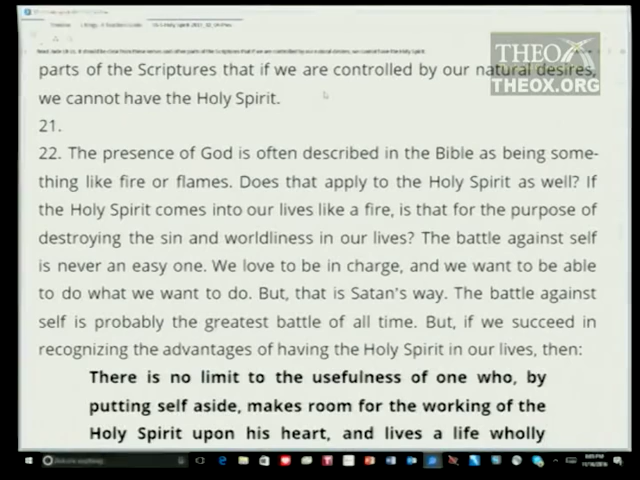 THEOX
THEOX.ORG
parts of the Scriptures that if we are controlled by our natural desires,
we cannot have the Holy Spirit.
21.
22. The presence of God is often described in the Bible as being some-
thing like fire or flames. Does that apply to the Holy Spirit as well? If
the Holy Spirit comes into our lives like a fire, is that for the purpose of
destroying the sin and worldliness in our lives? The battle against self
is never an easy one. We love to be in charge, and we want to be able
to do what we want to do. But, that is Satan's way. The battle against
self is probably the greatest battle of all time. But, if we succeed in
recognizing the advantages of having the Holy Spirit in our lives, then:
There is no limit to the usefulness of one who, by
putting self aside, makes room for the working of the
Holy Spirit upon his heart, and lives a life wholly